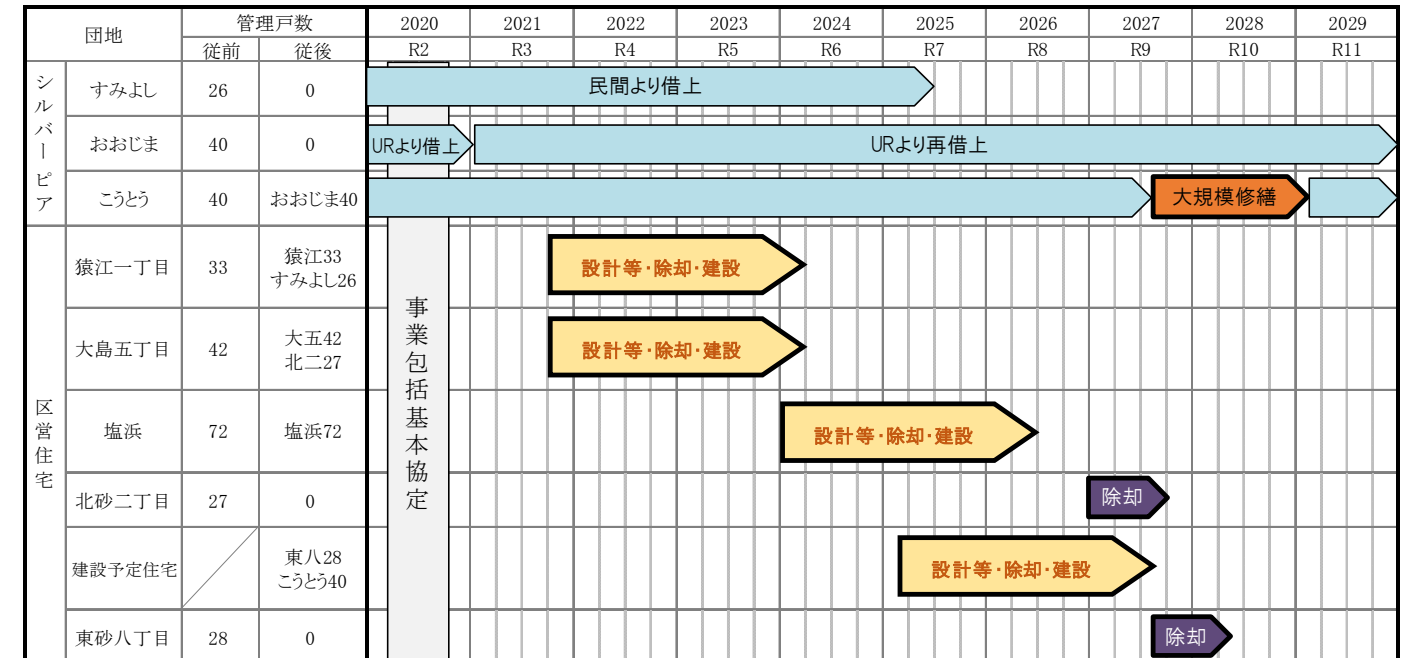 団地 管理戸数 2020 2021 2022 2023 2024 2025 2026 2027 2028 2029
従前 従後 R2 R3 R4 R5 R6 R7 R8 R9 R10 R11
シルバーピア
すみよし 26 0 民間より借上
おおじま 40 0 URより借上 URより再借上
こうとう 40 おおじま40 大規模修繕
事業包括基本協定
区営住宅
猿江一丁目 33 猿江33 設計等・除却・建設
すみよし26
大島五丁目 42 大五42 設計等・除却・建設
北二27
塩浜 72 塩浜72 設計等・除却・建設
北砂二丁目 27 0 除却
建設予定住宅 東八28 設計等・除却・建設
こうとう40
東砂八丁目 28 0 除却